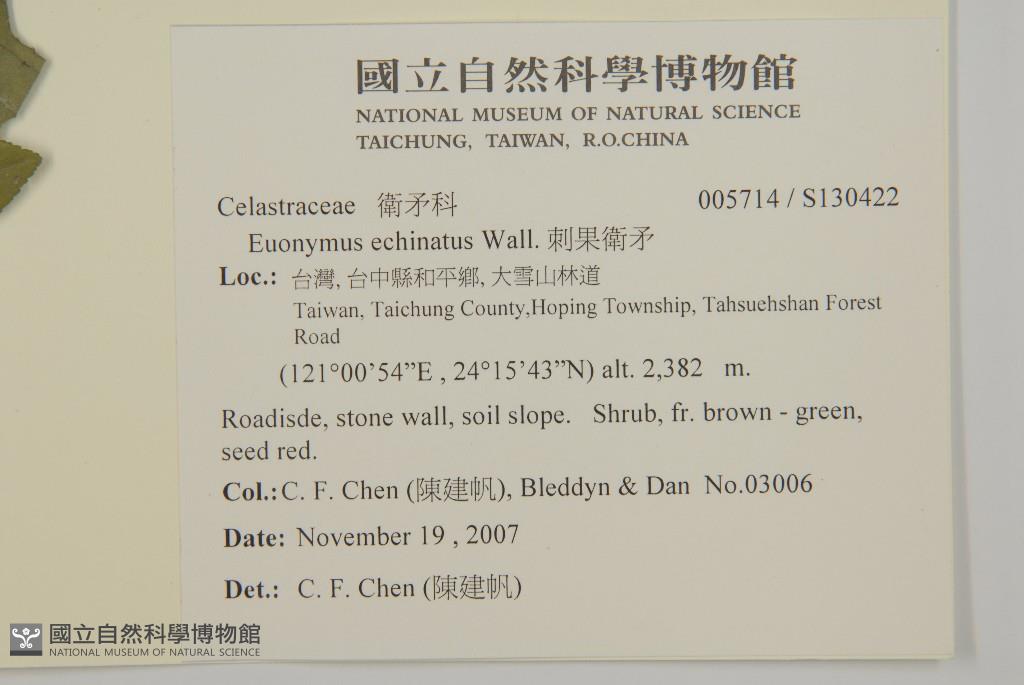 國立自然科學博物館
NATIONAL MUSEUM OF NATURAL SCIENCE
TAICHUNG, TAIWAN, R.O.CHINA
Celastraceae 衛矛科 005714 / S130422
Euonymus echinatus Wall. 刺果衛矛
Loc.: 台灣, 台中縣和平鄉, 大雪山林道
Taiwan, Taichung County,Hoping Township, Tahsuehshan Forest
Road
(121°00’54”E , 24°15’43”N) alt. 2,382 m.
Roadisde, stone wall, soil slope. Shrub, fr. brown - green,
seed red.
Col.: C. F. Chen (陳建帆), Bleddyn & Dan No.03006
Date: November 19 , 2007
Det.: C. F. Chen (陳建帆)
國立自然科學博物館
NATIONAL MUSEUM OF NATURAL SCIENCE